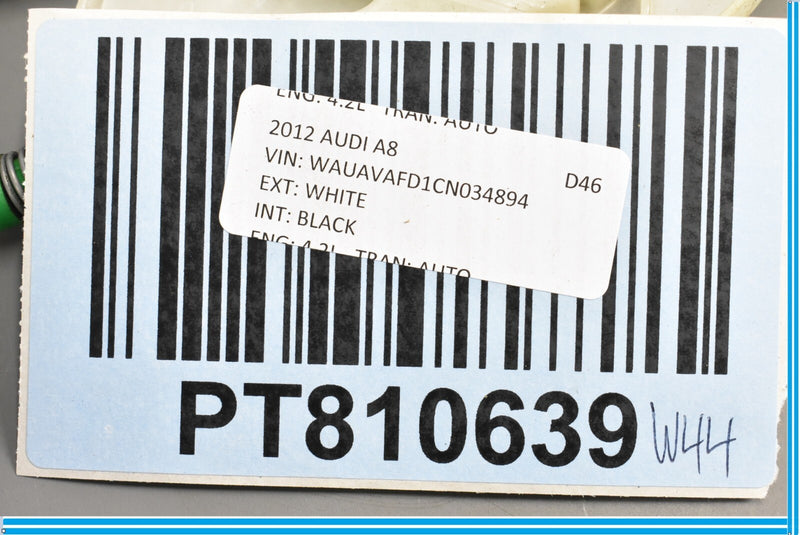 ENG: 4.2L TRAN: AUTO
2012 AUDI A8
VIN: WAUAVAFD1CN034894
D46
EXT: WHITE
INT: BLACK
ENG: 4.2L TRAN: AUTO
PT810639
W44